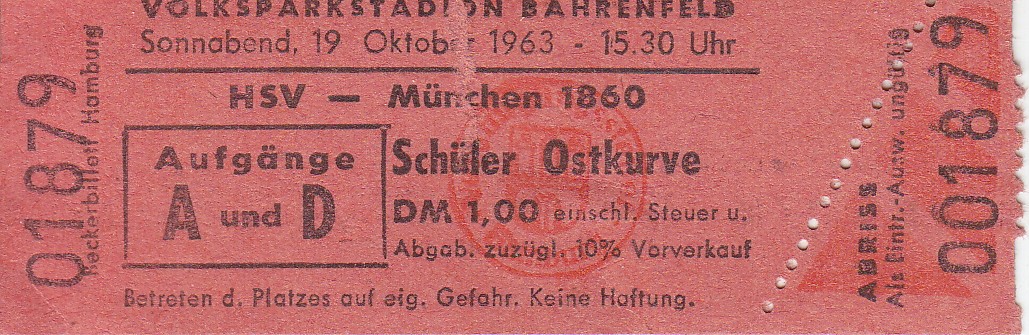 VOLKSPARKSTADION BAHRENFELD
Sonnabend, 19 Oktober 1963 - 15.30 Uhr
HSV — München 1860
Aufgänge
A und D
Schüler Ostkurve
DM 1,00 einschl. Steuer u.
Abgab. zuzügl. 10% Vorverkauf
Betreten d. Platzes auf eig. Gefahr. Keine Haftung.
01879
Neckerbillett Hamburg
ABRISS
Als Eintr.-Ausw. ungültig
001879